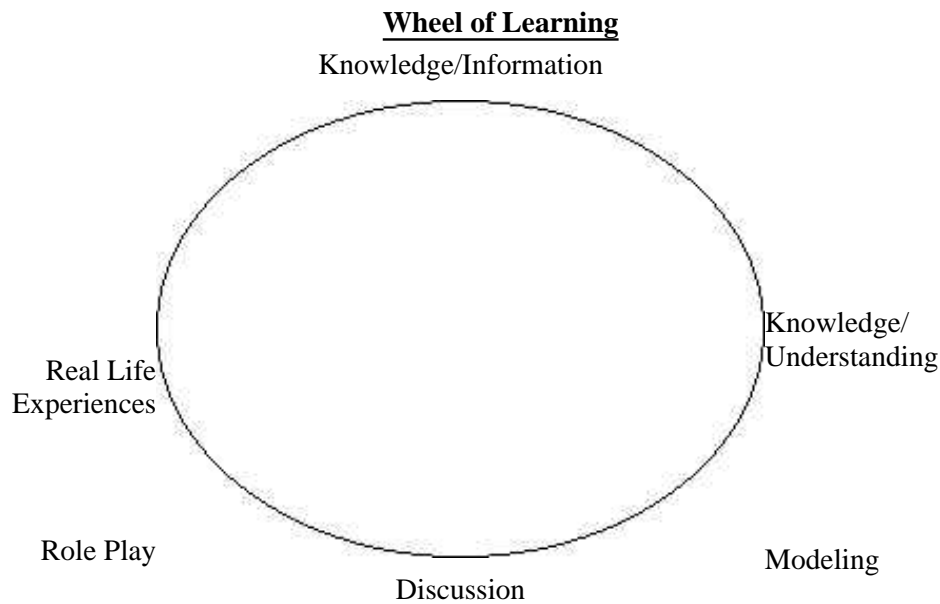 Wheel of Learning
Knowledge/Information
Knowledge/
Understanding
Real Life
Experiences
Role Play
Modeling
Discussion